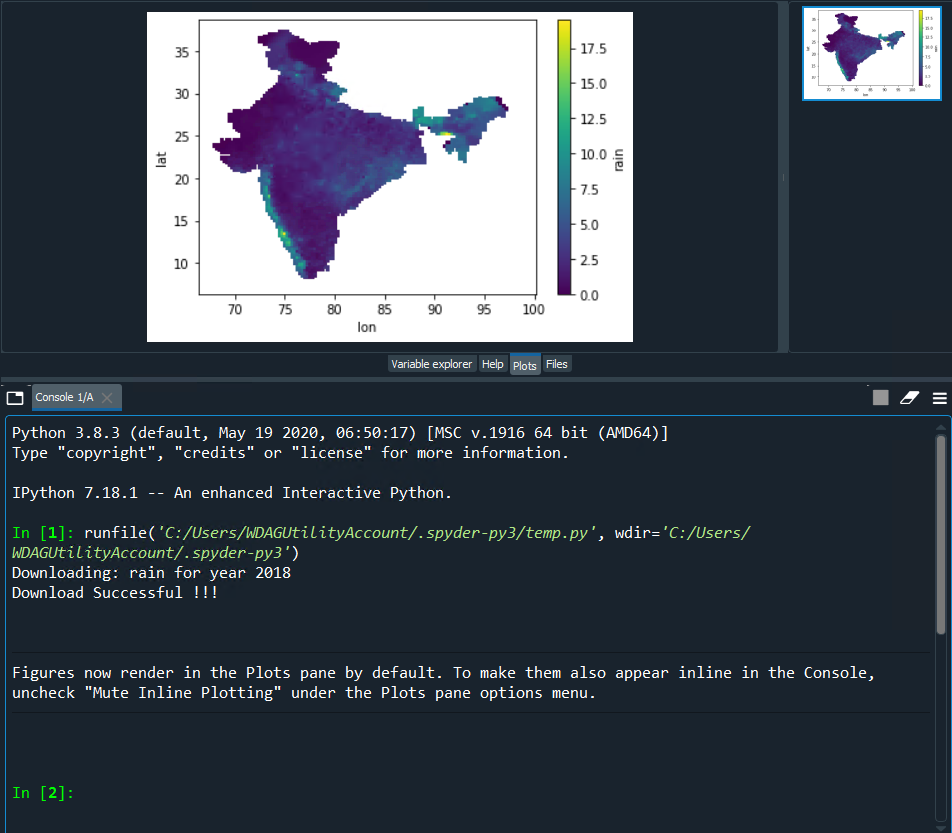 35
30
25
20
15
10
lat
70
75
80
85
90
95
100
lon
17.5
15.0
12.5
10.0
7.5
5.0
2.5
0.0
rain
Variable explorer Help Plots Files
Console 1/A
Python 3.8.3 (default, May 19 2020, 06:50:17) [MSC v.1916 64 bit (AMD64)]
Type "copyright", "credits" or "license" for more information.
IPython 7.18.1 -- An enhanced Interactive Python.
In [1]: runfile('C:/Users/WDAGUtilityAccount/.spyder-py3/temp.py', wdir='C:/Users/
WDAGUtilityAccount/.spyder-py3')
Downloading: rain for year 2018
Download Successful !!!
Figures now render in the Plots pane by default. To make them also appear inline in the Console,
uncheck "Mute Inline Plotting" under the Plots pane options menu.
In [2]: